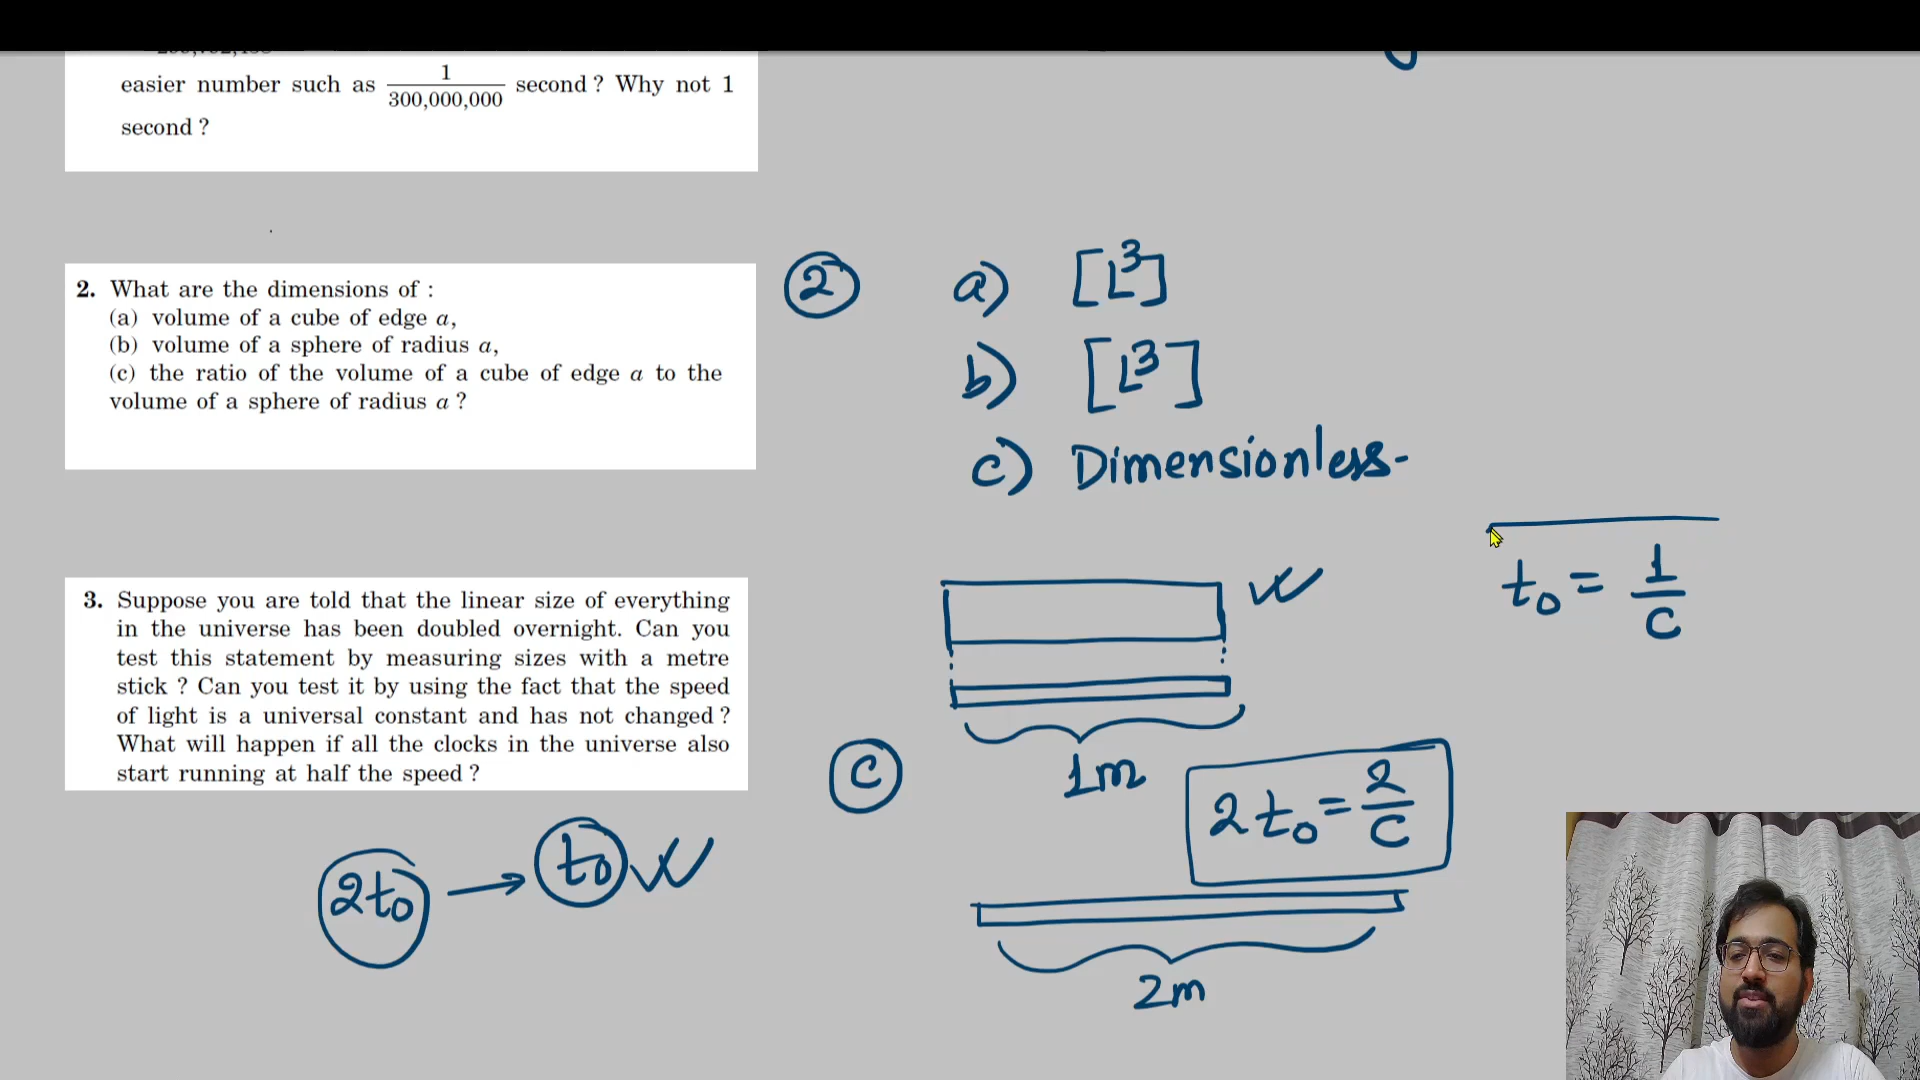 easier number such as 1/300,000,000 second ? Why not 1
second ?
2. What are the dimensions of :
(a) volume of a cube of edge a,
(b) volume of a sphere of radius a,
(c) the ratio of the volume of a cube of edge a to the
volume of a sphere of radius a ?
2 a) [L³]
b) [L³]
c) Dimensionless-
t₀ = 1/c
3. Suppose you are told that the linear size of everything
in the universe has been doubled overnight. Can you
test this statement by measuring sizes with a metre
stick ? Can you test it by using the fact that the speed
of light is a universal constant and has not changed ?
What will happen if all the clocks in the universe also
start running at half the speed ?
C
1m
2t₀ = 2/c
2t₀ → t₀
2m